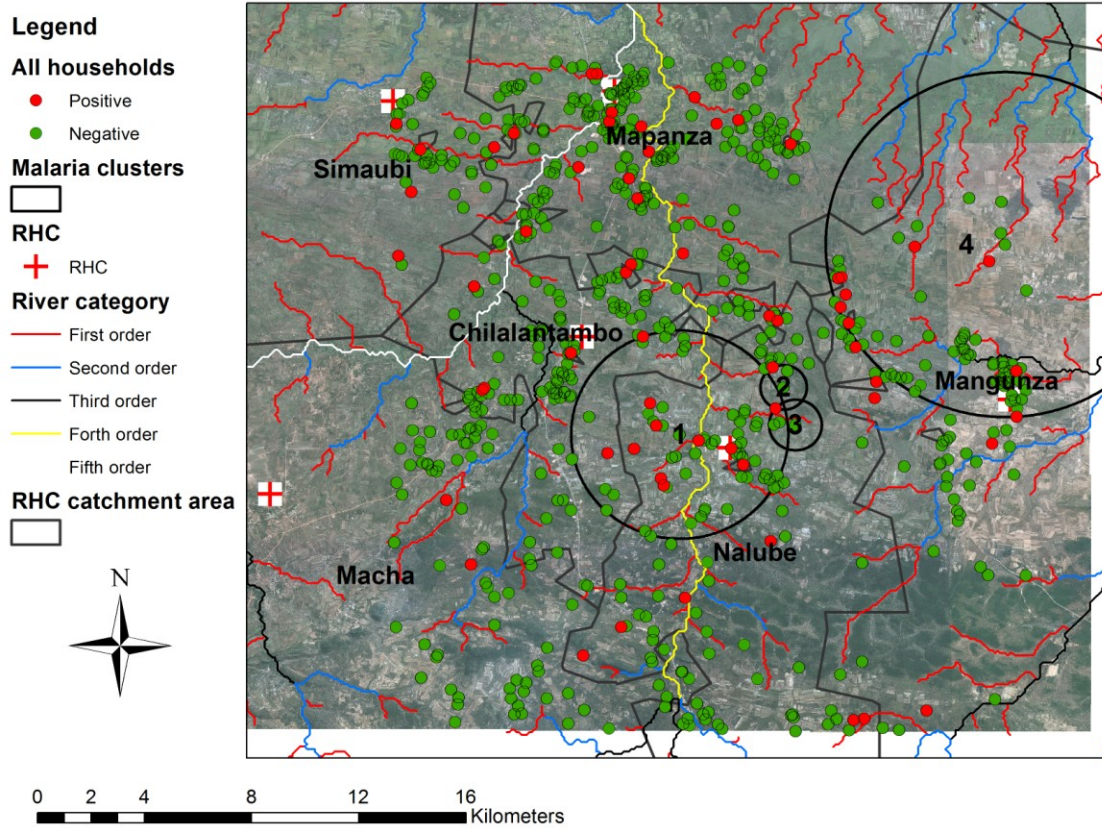 Legend
All households
Positive
Negative
Malaria clusters
RHC
RHC
River category
First order
Second order
Third order
Forth order
Fifth order
RHC catchment area
N
0 2 4 8 12 16
Kilometers
Mapanza
Simaubi
4
Chilalantambo
Mangunza
2
3
1
Nalube
Macha